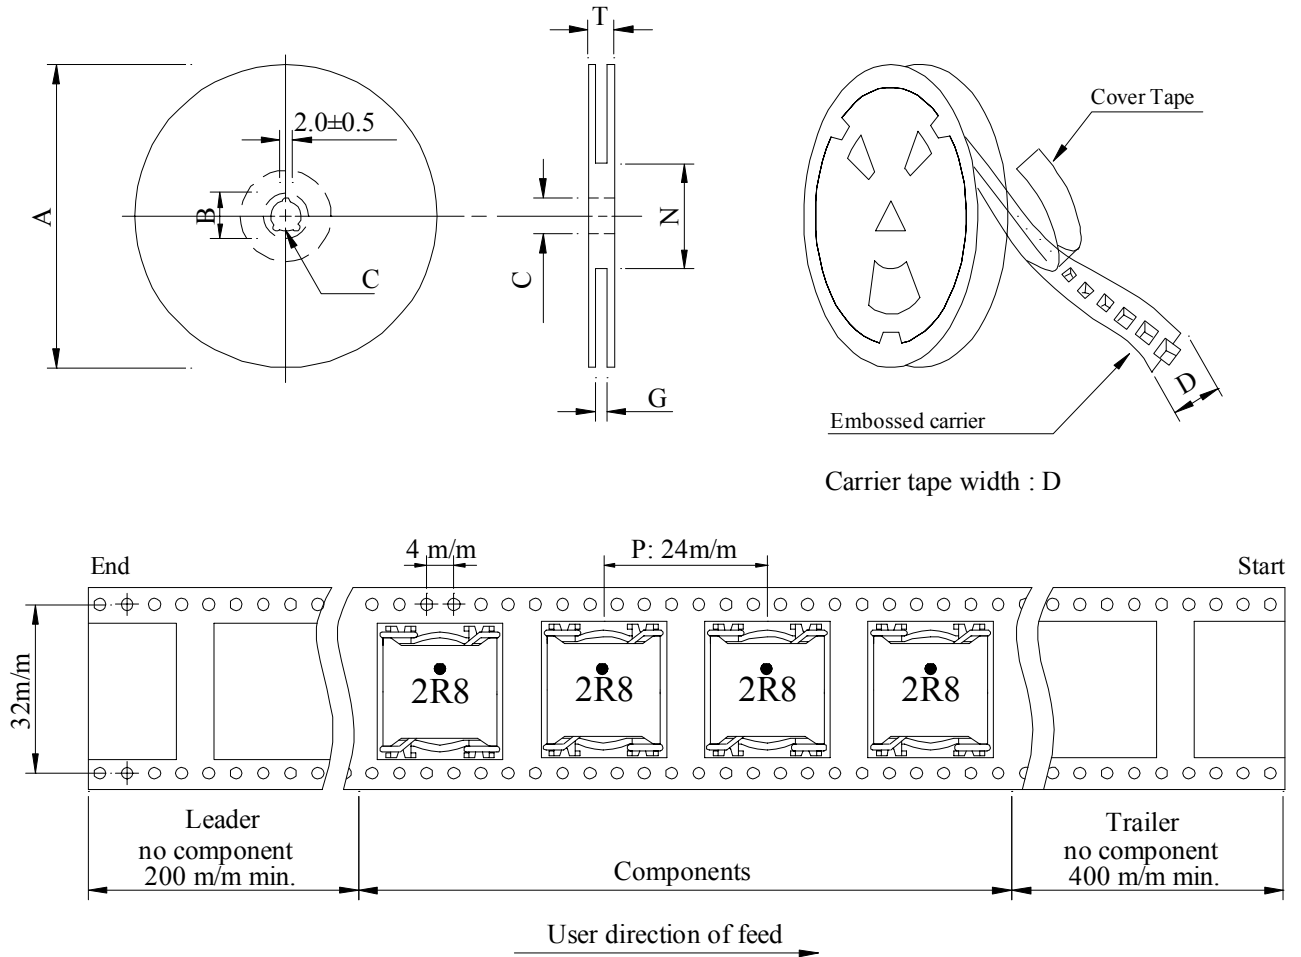 T
2.0±0.5
A
B
C
C
N
G
Cover Tape
D
Embossed carrier
Carrier tape width : D
End
4 m/m
P: 24m/m
Start
32m/m
2R8
2R8
2R8
2R8
Leader
no component
200 m/m min.
Components
Trailer
no component
400 m/m min.
User direction of feed